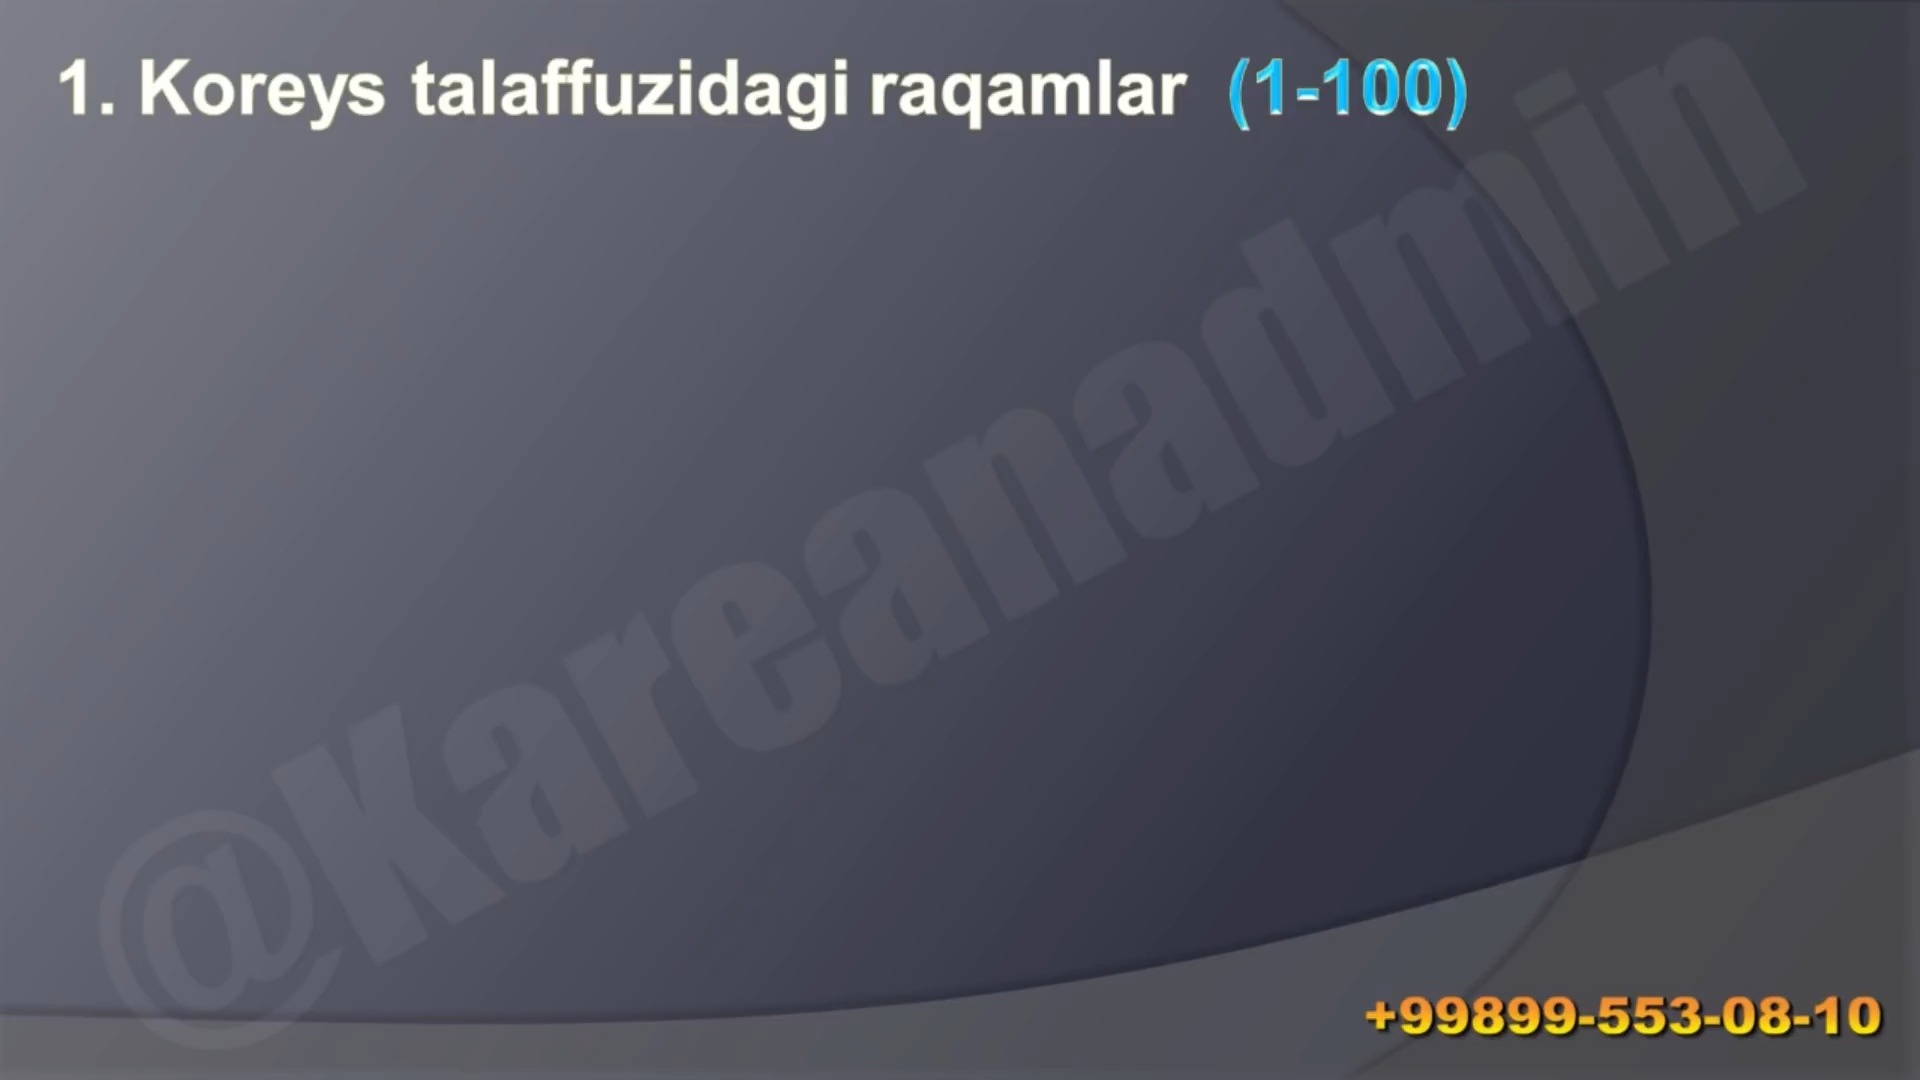 1. Koreys talaffuzidagi raqamlar (1-100)
@Kareanadmin
+99899-553-08-10